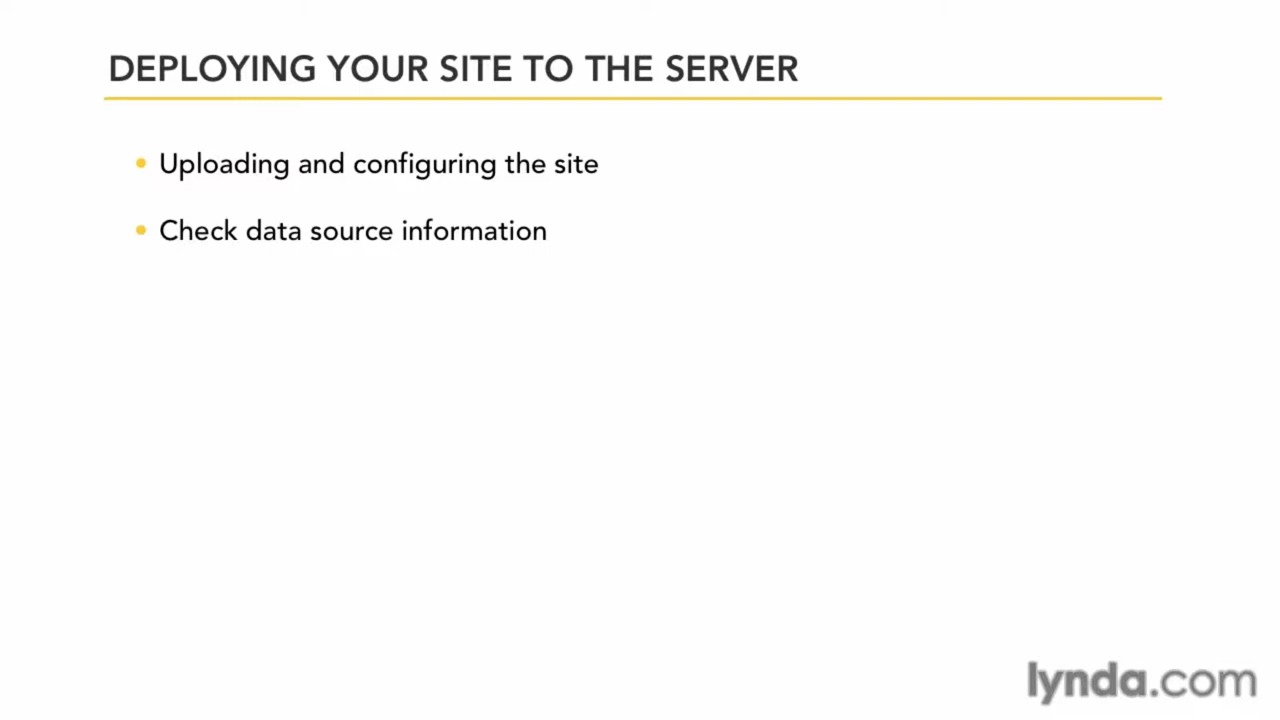 DEPLOYING YOUR SITE TO THE SERVER
• Uploading and configuring the site
• Check data source information
lynda.com